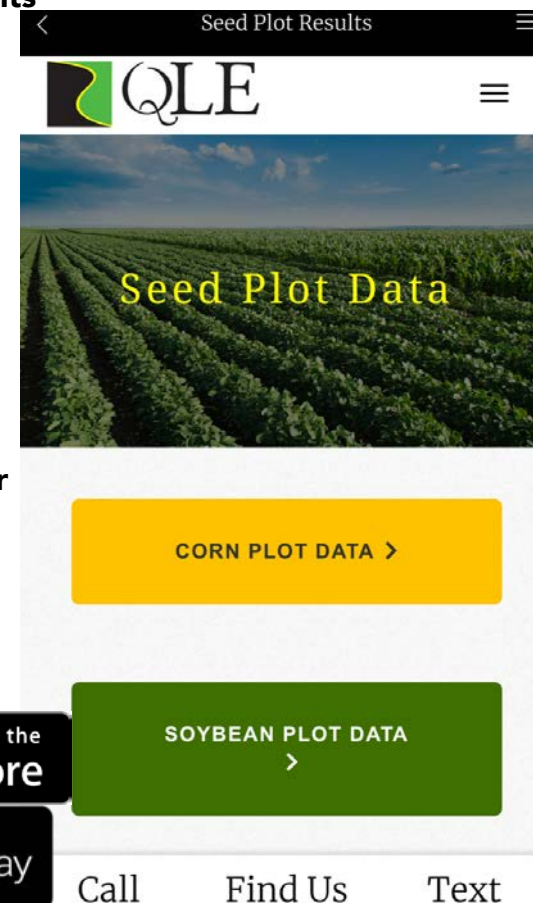 Seed Plot Results
QLE
Seed Plot Data
CORN PLOT DATA >
SOYBEAN PLOT DATA
>
the
Call Find Us Text